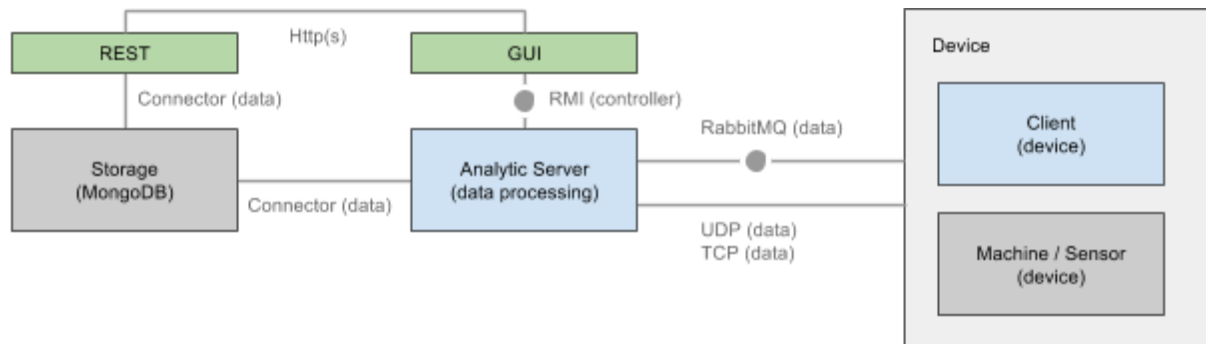 Http(s)
REST
GUI
Device
Connector (data)
RMI (controller)
RabbitMQ (data)
Client
(device)
Storage
(MongoDB)
Analytic Server
(data processing)
Connector (data)
UDP (data)
TCP (data)
Machine / Sensor
(device)